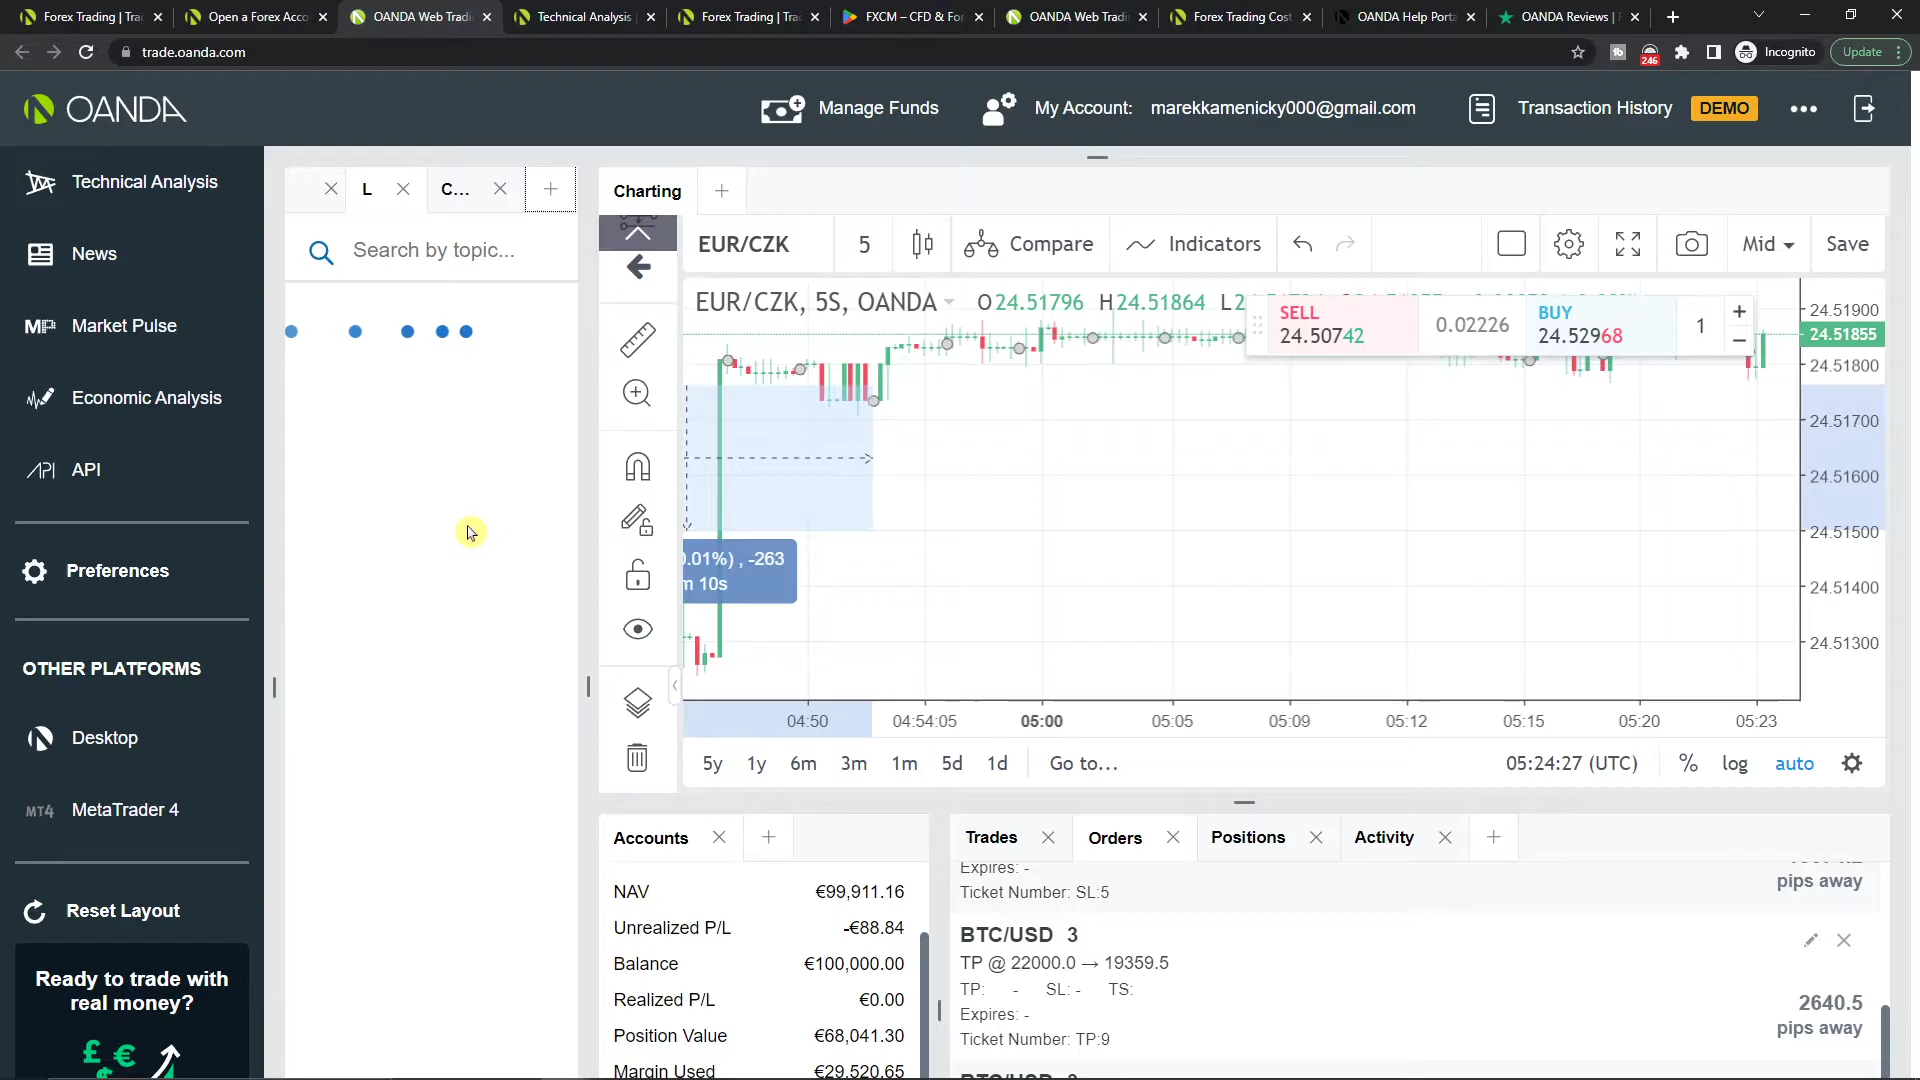 Forex Trading | Tra
Open a Forex Acco
OANDA Web Tradi
Technical Analysis
Forex Trading | Tra
FXCM – CFD & For
OANDA Web Tradi
Forex Trading Cost
OANDA Help Porta
OANDA Reviews |
trade.oanda.com
246
Incognito
Update
OANDA
Manage Funds
My Account: marekkamenicky000@gmail.com
Transaction History
DEMO
Technical Analysis
News
Market Pulse
Economic Analysis
API
Preferences
OTHER PLATFORMS
Desktop
MT4 MetaTrader 4
Reset Layout
Ready to trade with
real money?
L
C...
Search by topic...
Charting
EUR/CZK
5
Compare
Indicators
Mid
Save
EUR/CZK, 5S, OANDA
O24.51796 H24.51864 L2
SELL
24.50742
0.02226
BUY
24.52968
1
24.51900
24.51855
24.51800
24.51700
24.51600
24.51500
24.51400
24.51300
0.01%) , -263
m 10s
04:50 04:54:05 05:00 05:05 05:09 05:12 05:15 05:20 05:23
5y 1y 6m 3m 1m 5d 1d Go to...
05:24:27 (UTC) % log auto
Accounts
NAV €99,911.16
Unrealized P/L -€88.84
Balance €100,000.00
Realized P/L €0.00
Position Value €68,041.30
Margin Used €29,520.65
Trades
Orders
Positions
Activity
Expires: -
Ticket Number: SL:5
pips away
BTC/USD 3
TP @ 22000.0 → 19359.5
TP: - SL: - TS:
Expires: -
Ticket Number: TP:9
2640.5
pips away